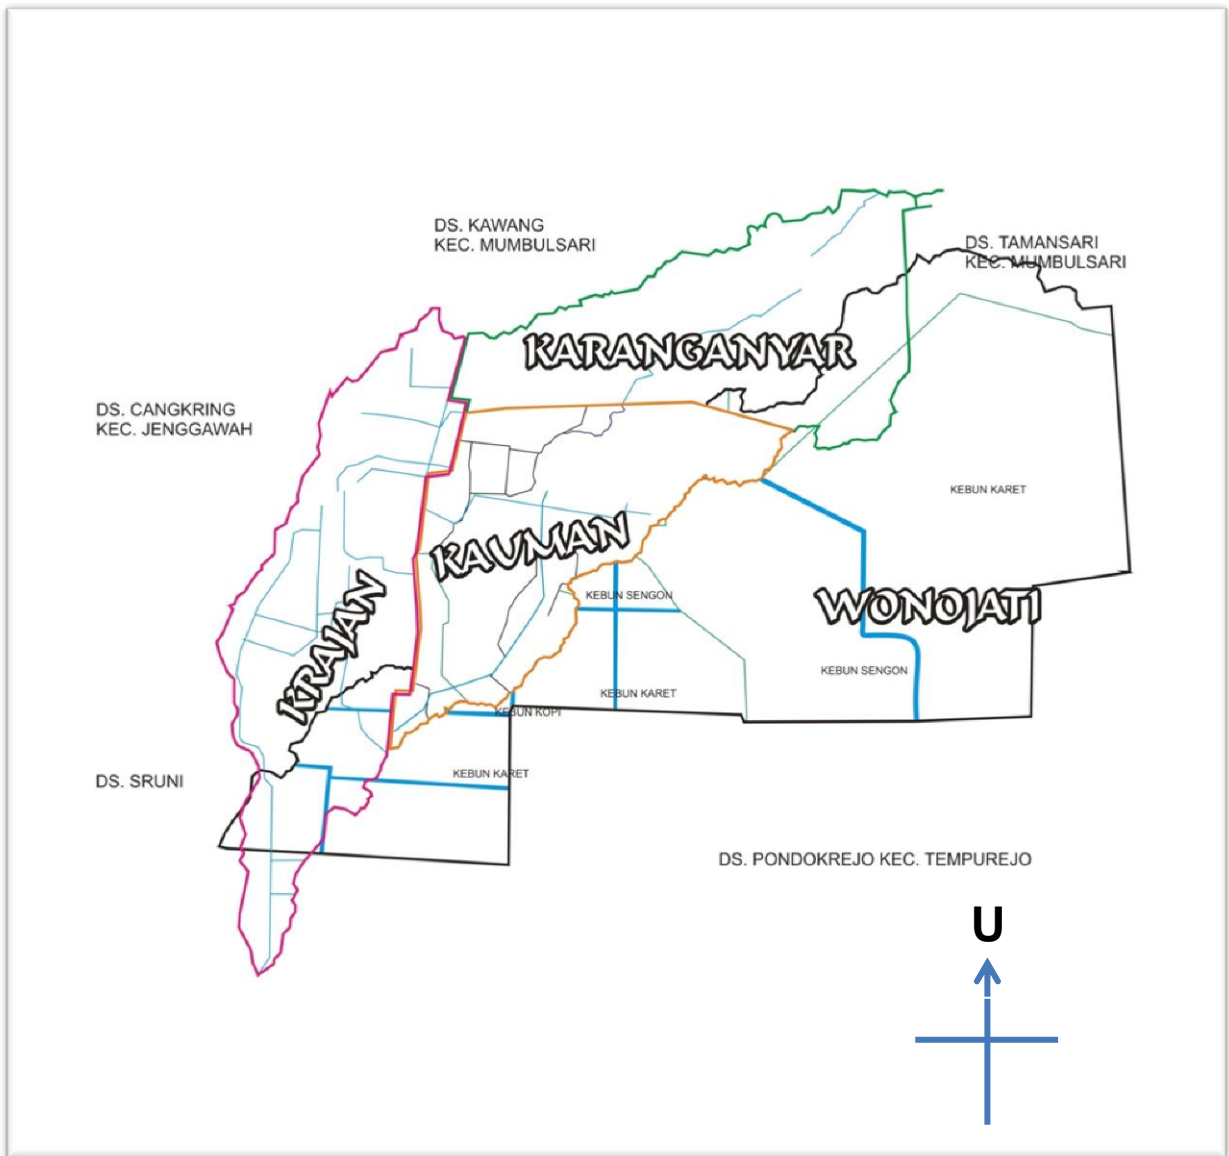 DS. KAWANG
KEC. MUMBULSARI
DS. TAMANSARI
KEC. MUMBULSARI
KARANGANYAR
DS. CANGKRING
KEC. JENGGAWAH
KEBUN KARET
KAUMAN
KEBUN SENGON
WONOJATI
KRAJAN
KEBUN SENGON
KEBUN KARET
KEBUN KOPI
KEBUN KARET
DS. SRUNI
DS. PONDOKREJO KEC. TEMPUREJO
U